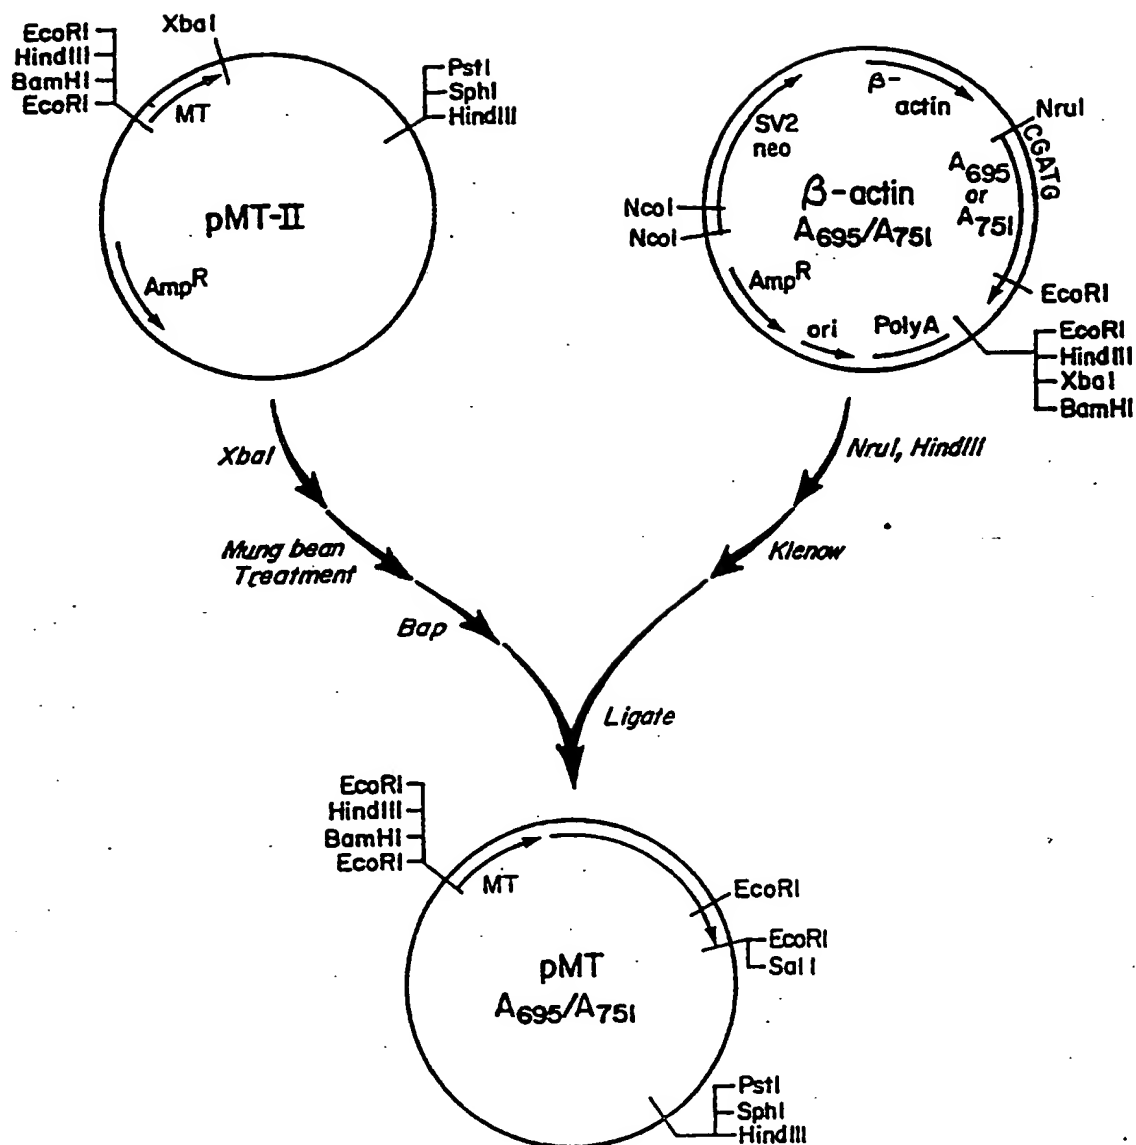 EcoRI
HindIII
BamHI
EcoRI
XbaI
MT
PstI
SphI
HindIII
pMT-II
AmpR
β-
actin
NruI
CGATG
SV2
neo
A695
or
A751
β-actin
A695/A751
NcoI
NcoI
AmpR
ori
PolyA
EcoRI
EcoRI
HindIII
XbaI
BamHI
XbaI
NruI, HindIII
Mung bean
Treatment
Klenow
Bap
Ligate
EcoRI
HindIII
BamHI
EcoRI
MT
EcoRI
EcoRI
SalI
pMT
A695/A751
PstI
SphI
HindIII